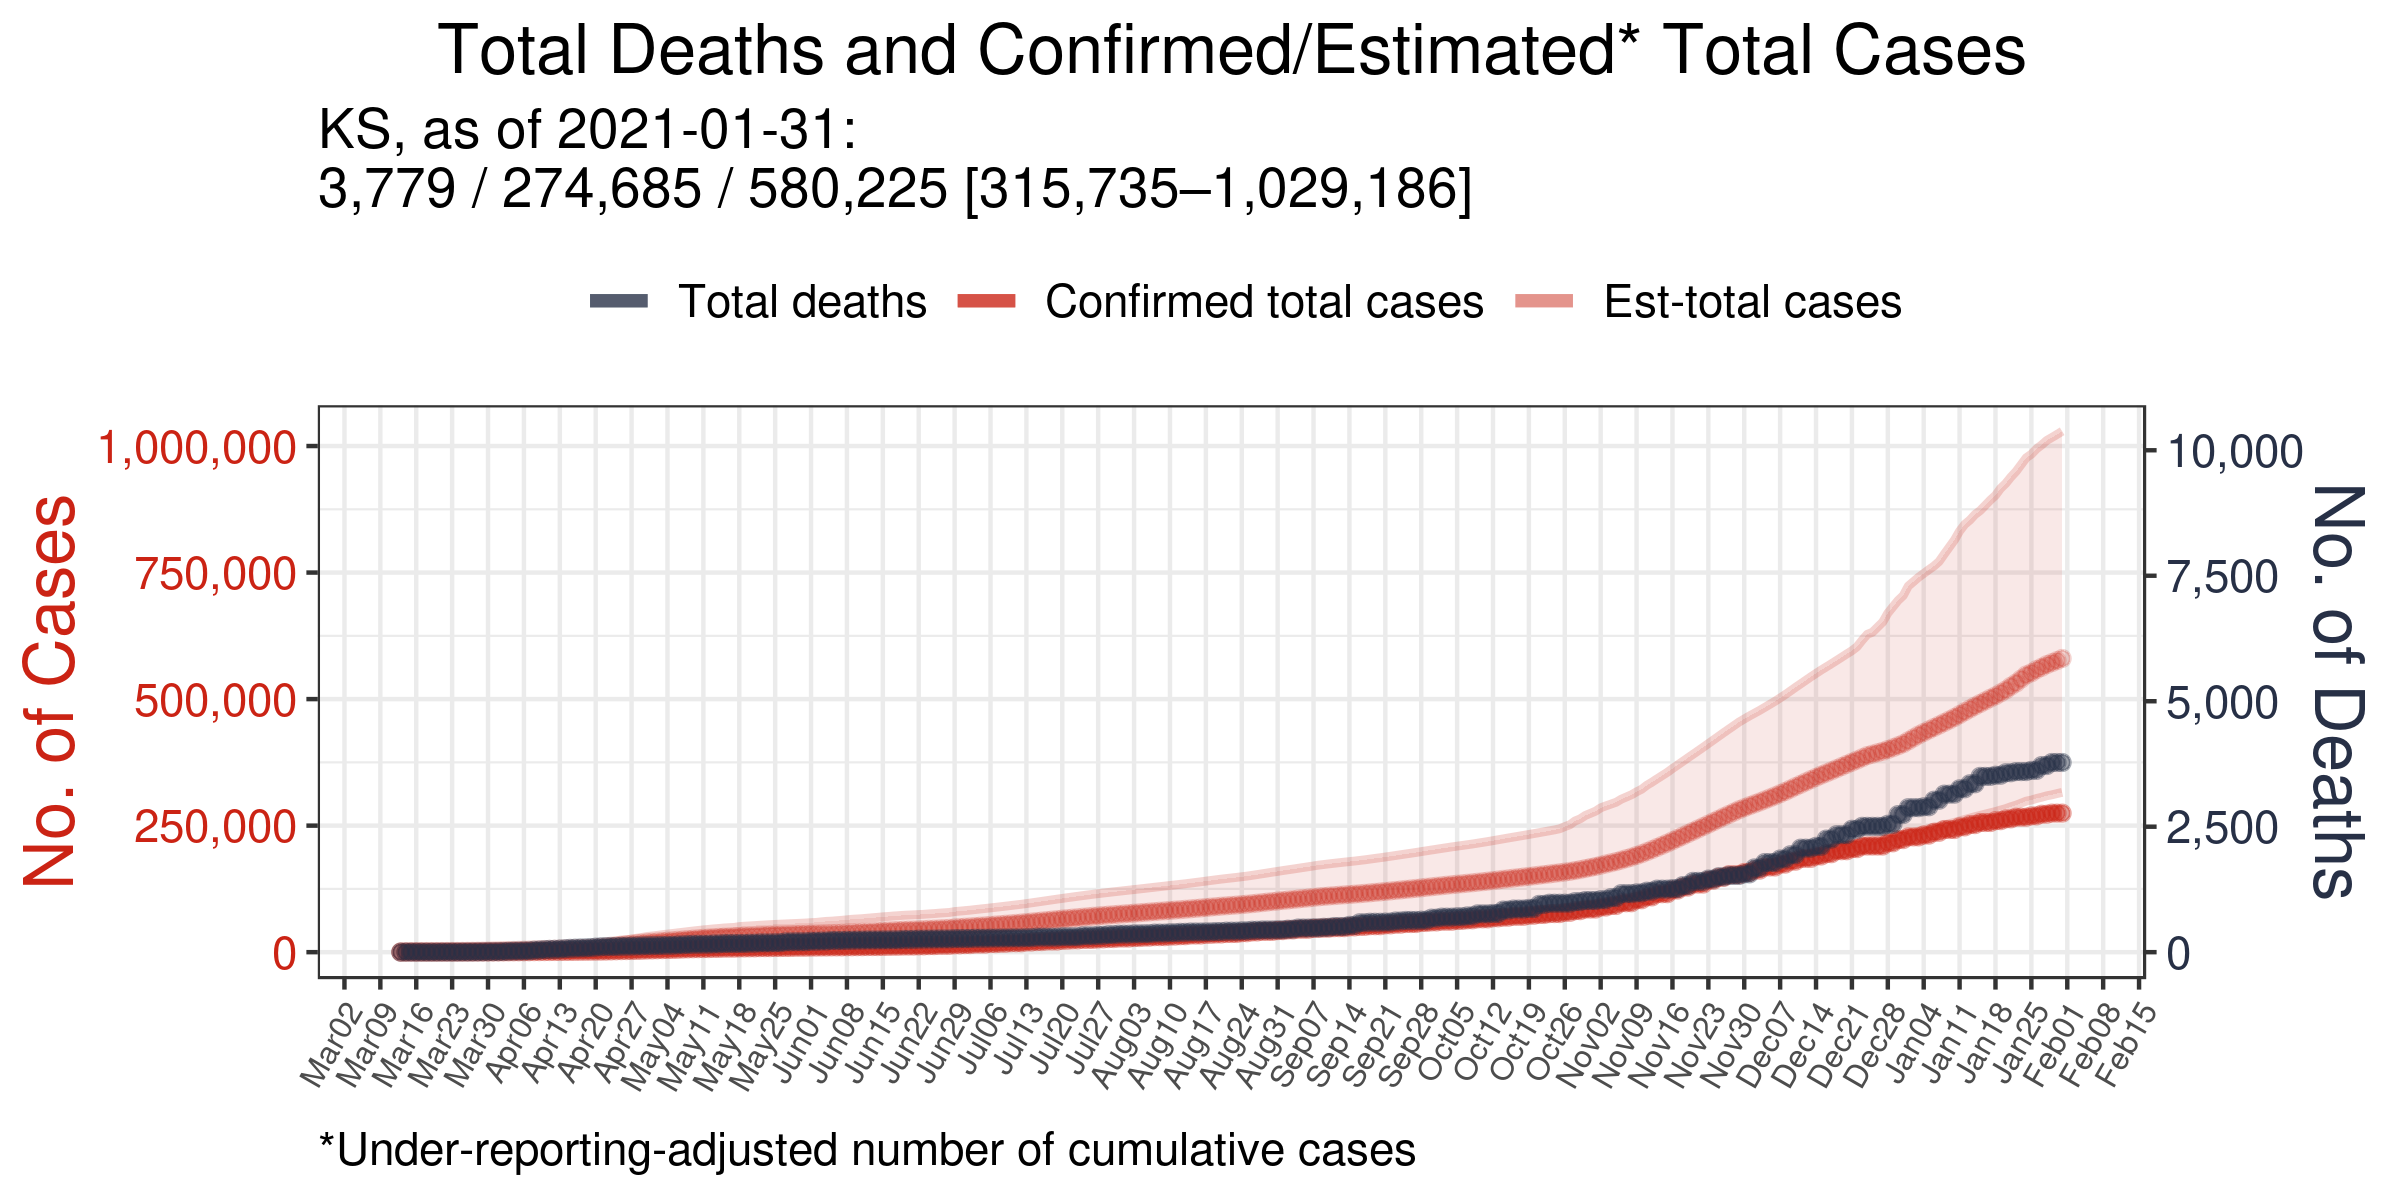 Total Deaths and Confirmed/Estimated* Total Cases
KS, as of 2021-01-31:
3,779 / 274,685 / 580,225 [315,735–1,029,186]
Total deaths
Confirmed total cases
Est-total cases
No. of Cases
1,000,000
750,000
500,000
250,000
0
10,000
7,500
5,000
2,500
0
No. of Deaths
Mar02
Mar09
Mar16
Mar23
Mar30
Apr06
Apr13
Apr20
Apr27
May04
May11
May18
May25
Jun01
Jun08
Jun15
Jun22
Jun29
Jul06
Jul13
Jul20
Jul27
Aug03
Aug10
Aug17
Aug24
Aug31
Sep07
Sep14
Sep21
Sep28
Oct05
Oct12
Oct19
Oct26
Nov02
Nov09
Nov16
Nov23
Nov30
Dec07
Dec14
Dec21
Dec28
Jan04
Jan11
Jan18
Jan25
Feb01
Feb08
Feb15
*Under-reporting-adjusted number of cumulative cases